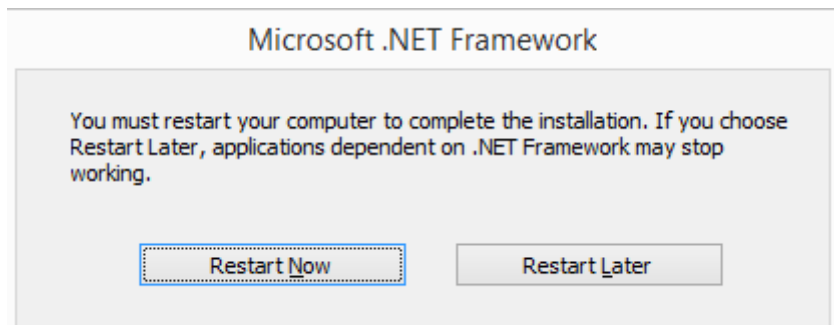 Microsoft .NET Framework
You must restart your computer to complete the installation. If you choose
Restart Later, applications dependent on .NET Framework may stop
working.
Restart Now
Restart Later